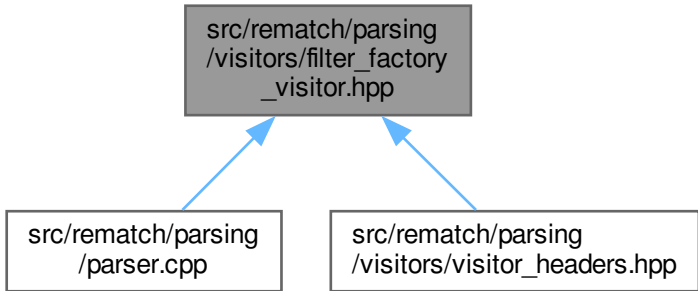 src/rematch/parsing
/visitors/filter_factory
_visitor.hpp
src/rematch/parsing
/parser.cpp
src/rematch/parsing
/visitors/visitor_headers.hpp